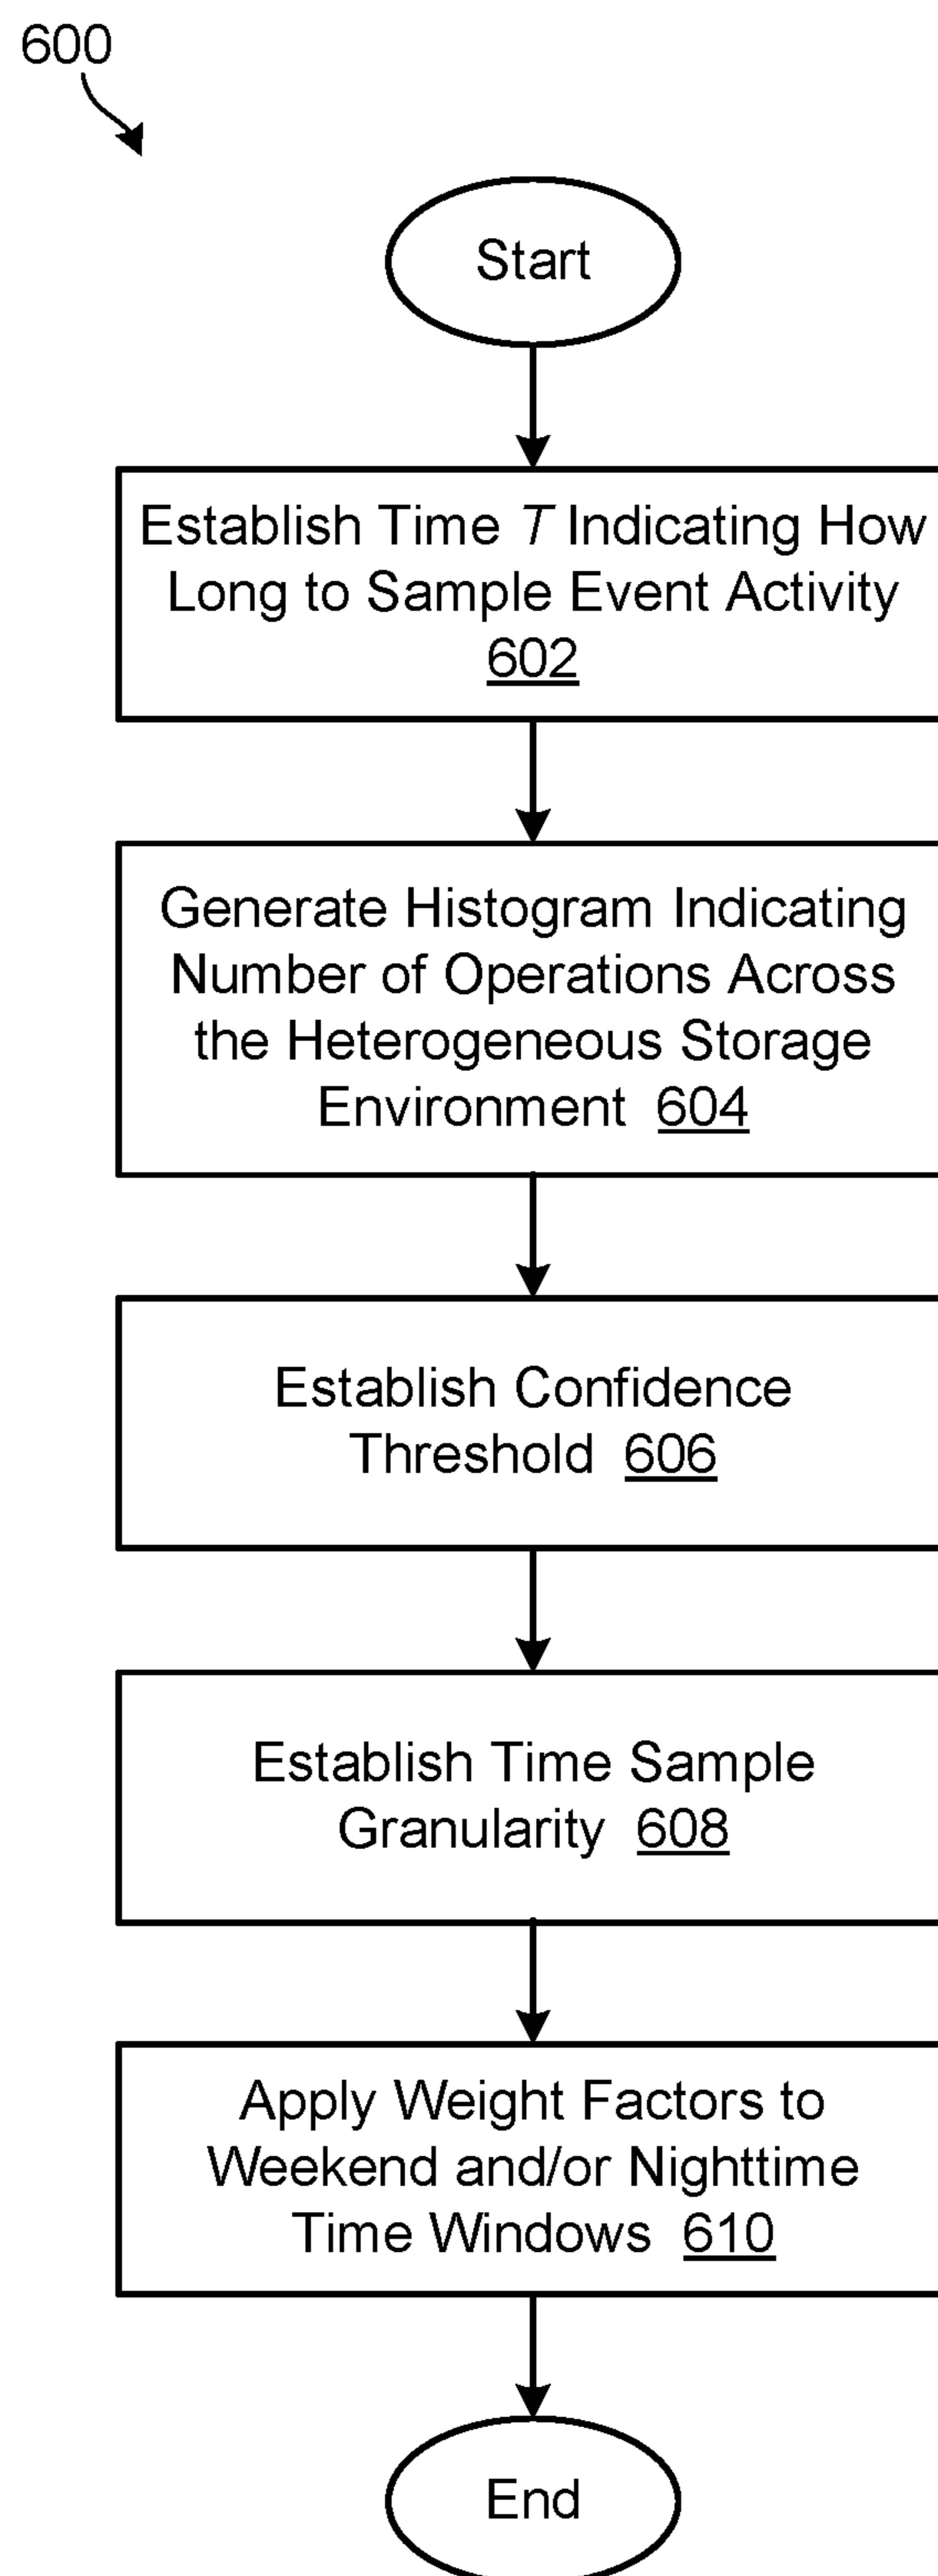 600
Start
Establish Time T Indicating How
Long to Sample Event Activity
602
Generate Histogram Indicating
Number of Operations Across
the Heterogeneous Storage
Environment 604
Establish Confidence
Threshold 606
Establish Time Sample
Granularity 608
Apply Weight Factors to
Weekend and/or Nighttime
Time Windows 610
End